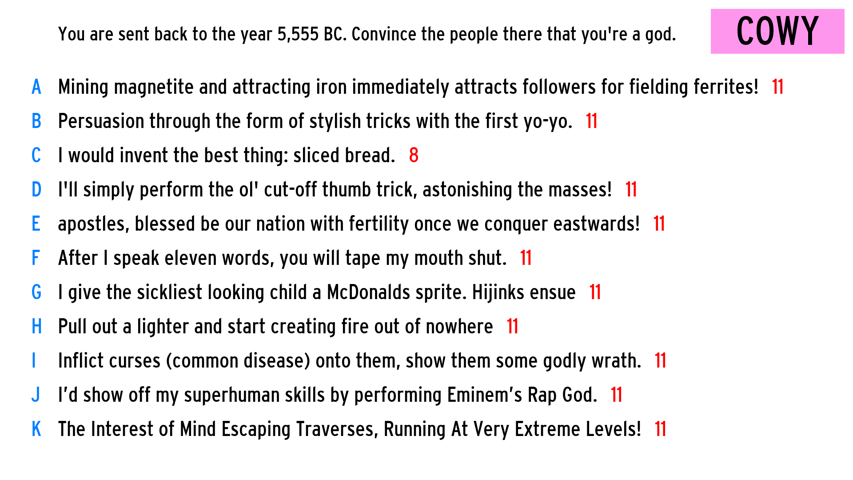 You are sent back to the year 5,555 BC. Convince the people there that you're a god.
COWY
A Mining magnetite and attracting iron immediately attracts followers for fielding ferrites! 11
B Persuasion through the form of stylish tricks with the first yo-yo. 11
C I would invent the best thing: sliced bread. 8
D I'll simply perform the ol' cut-off thumb trick, astonishing the masses! 11
E apostles, blessed be our nation with fertility once we conquer eastwards! 11
F After I speak eleven words, you will tape my mouth shut. 11
G I give the sickliest looking child a McDonalds sprite. Hijinks ensue 11
H Pull out a lighter and start creating fire out of nowhere 11
I Inflict curses (common disease) onto them, show them some godly wrath. 11
J I’d show off my superhuman skills by performing Eminem’s Rap God. 11
K The Interest of Mind Escaping Traverses, Running At Very Extreme Levels! 11